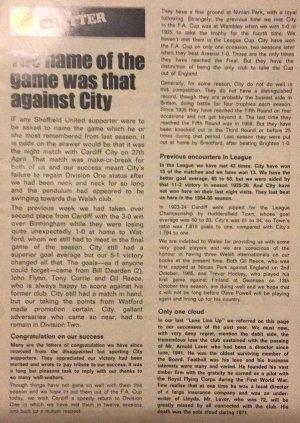 CHATTER
The name of the
game was that
against City
If any Sheffield United supporter were to
be asked to name the game which he or
she most remembered from last season, it
is odds on the answer would be that it was
the night match with Cardiff City on 27th
April. That match was make-or-break for
both of us and our success meant City's
failure to regain Division One status after
we had been neck and neck for so long
and the pendulum had appeared to be
swinging towards the Welsh club.
The previous week we had taken over
second place from Cardiff with the 3-0 win
over Birmingham while they were losing
quite unexpectedly 1-0 at home to Wat-
ford, whom we still had to meet in the final
game of the season. City still had a
superior goal average but our 5-1 victory
changed all that. The goals—as if anyone
could forget—came from Bill Dearden (2),
John Flynn, Tony Currie and Gil Reece
who is always happy to score against his
former club. City still had a match in hand,
but our taking the points from Watford
made promotion certain. City, gallant
adversaries who came so near, had to
remain in Division Two.
Congratulation on our success
Many are the letters of congratulation we have since
received from the disappointed but sporting City
supporters. They appreciated our victory had been
merited and wrote to pay tribute to our success. It was
a long but pleasant task to reply with our thanks to
so many well-wishers.
Though things have not gone so well with them this
season and we hope to put them out of the F.A. Cup
today, we wish Cardiff a speedy return to Division
One in which we have met them in twelve seasons
and built up a mutual respect.
They have a fine ground at Ninian Park, with a loyal
following. Strangely, the previous time we met City
in the F.A. Cup was at Wembley when we won 1-0 in
1925 to take the trophy for the fourth time. We
haven't met them in the League Cup. City have won
the F.A. Cup on only one occasion, two seasons later
when they beat Arsenal 1-0. Those are the only times
they have reached the Final. But they have the
distinction of being the only club to take the Cup
out of England.
Generally, for some reason, City do not do well in
this competition. They do not have a distinguished
record, though they are probably the
Britain, doing battle for four trophies each season.
Since 1925 they have reached the Fifth Round on four
occasions and not got beyond it. The last time they
reached the Fifth Round was in 1958. But they have
been knocked out in the Third Round or before 25
times during that period. Last season they were put
out at home by Brentford, after beating Brighton 1-0.
Previous encounters in League
In the League we have met 42 times. City have won
15 of the matches and we have won 13. We have the
better goal average, 81 to 50, but we were aided by
that 11-2 victory in season 1925-26. And City have
not won here on their last eight visits. They last beat
us here in the 1954-55 season.
In 1923-24 Cardiff were pipped for the League
Championship by Huddersfield Town, whose goal
average was 60 to 33. City's was 61 to 34, so Town's
ratio was 1.818 goals to one, compared with City's
1.794 to one.
We are indebted to Wales for providing us with some
very good players and we are conscious of the
honour in having three Welsh internationals on our
books at the present time. Both Gil Reece, who was
first capped at Ninian Park against England on 2nd
October, 1965, and Trevor Hockey, who played his
first game against Finland at Swansea on 13th
October this season, are doing well and we hope that
it will not be long before Dave Powell will be playing
again and lining up for his country.
Only one cloud
In our last "Lane Line Up" we referred on this page
to our successes of the past year. We must now,
with very deep regret, mention the debit side, the
tremendous loss the club sustained with the passing
of Mr. Arnold Laver who had been a director since
June, 1941. He was the oldest surviving member of
the Board. Football was his love and his business
interests were many and varied. He founded his vast
timber firm with the gratuity he earned as a pilot with
the Royal Flying Corps during the First World War.
Few realise that at one time he was a local director
of a large insurance company and was an under-
writer of Lloyds. Mr. Laver, who was 72, will be
greatly missed by all connected with the club. His
death was the sole cloud during 1971.